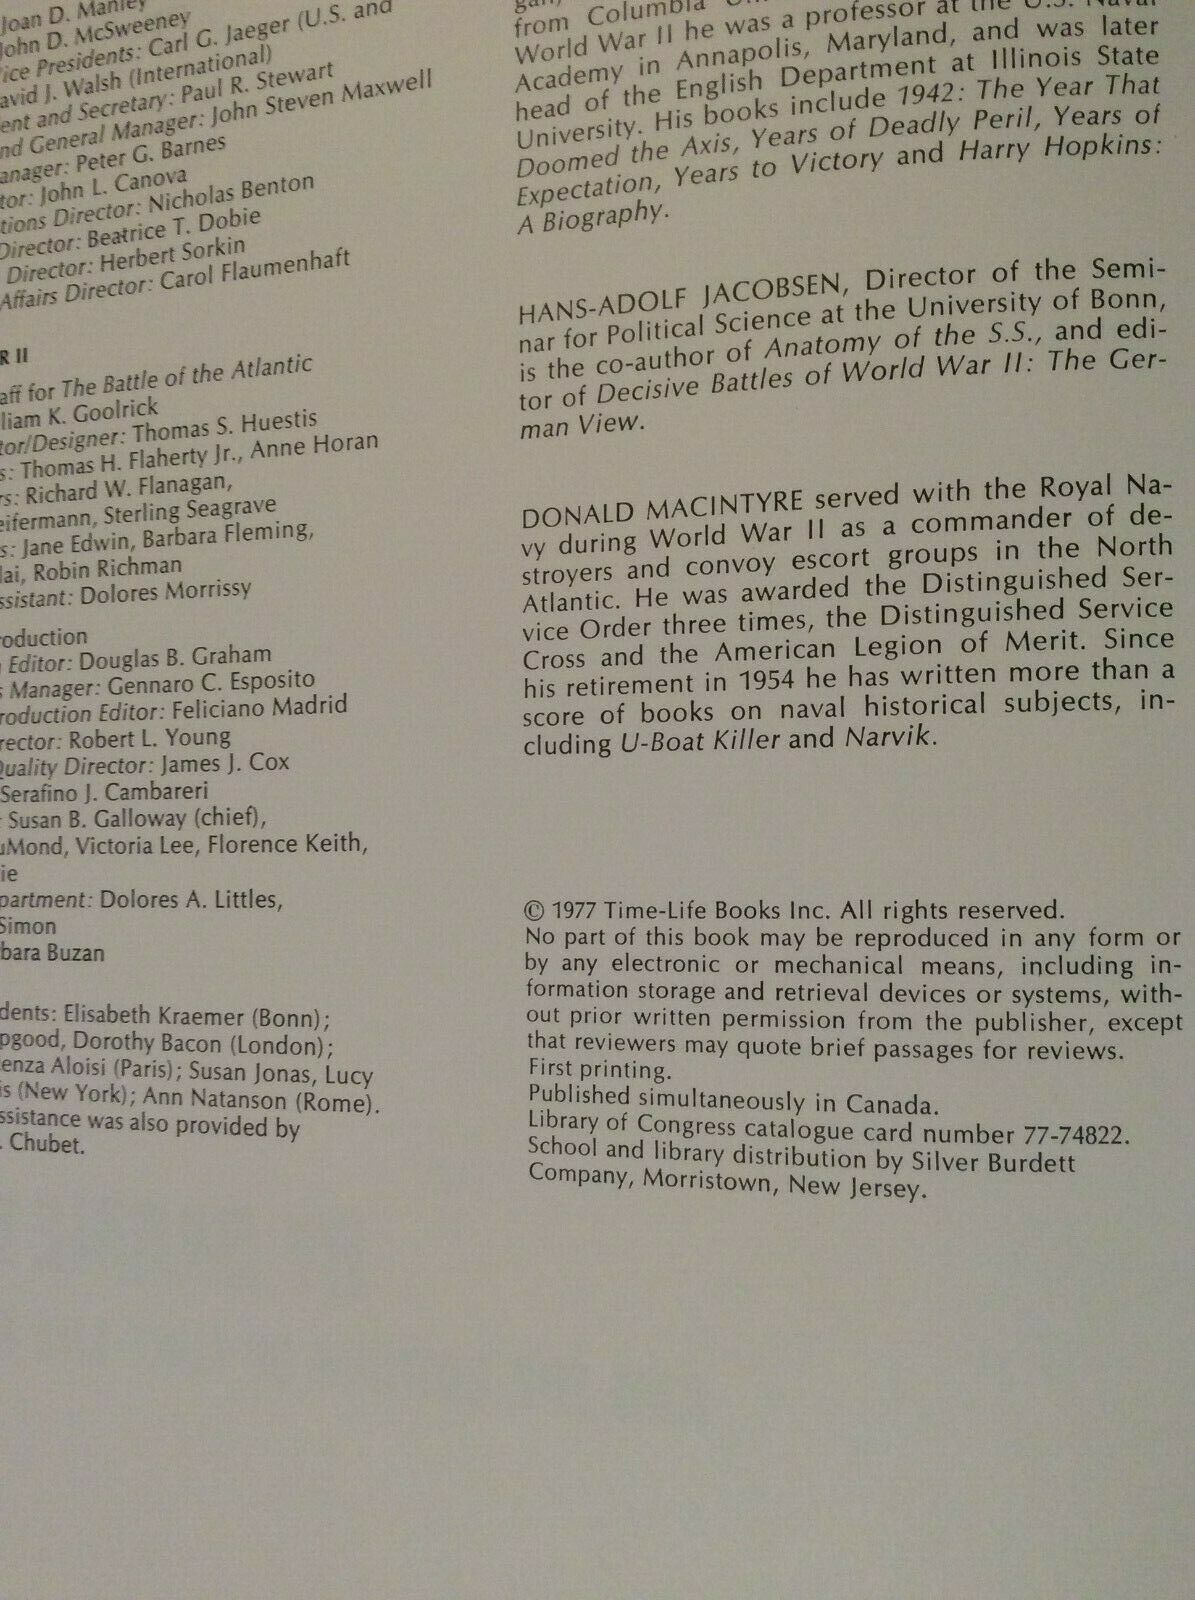 Joan D. Manley
John D. McSweeney
ice Presidents: Carl G. Jaeger (U.S. and
avid J. Walsh (International)
ent and Secretary: Paul R. Stewart
nd General Manager: John Steven Maxwell
anager: Peter G. Barnes
tor: John L. Canova
tions Director: Nicholas Benton
Director: Beatrice T. Dobie
Director: Herbert Sorkin
Affairs Director: Carol Flaumenhaft
R II
aff for The Battle of the Atlantic
liam K. Goolrick
tor/Designer: Thomas S. Huestis
s: Thomas H. Flaherty Jr., Anne Horan
rs: Richard W. Flanagan,
eifermann, Sterling Seagrave
s: Jane Edwin, Barbara Fleming,
lai, Robin Richman
ssistant: Dolores Morrissy
roduction
Editor: Douglas B. Graham
s Manager: Gennaro C. Esposito
roduction Editor: Feliciano Madrid
rector: Robert L. Young
Quality Director: James J. Cox
Serafino J. Cambareri
: Susan B. Galloway (chief),
uMond, Victoria Lee, Florence Keith,
ie
partment: Dolores A. Littles,
Simon
bara Buzan
dents: Elisabeth Kraemer (Bonn);
pgood, Dorothy Bacon (London);
enza Aloisi (Paris); Susan Jonas, Lucy
is (New York); Ann Natanson (Rome).
ssistance was also provided by
. Chubet.
gan,
from Columbia
World War II he was a professor at the U.S. Naval
Academy in Annapolis, Maryland, and was later
head of the English Department at Illinois State
University. His books include 1942: The Year That
Doomed the Axis, Years of Deadly Peril, Years of
Expectation, Years to Victory and Harry Hopkins:
A Biography.
HANS-ADOLF JACOBSEN, Director of the Semi-
nar for Political Science at the University of Bonn,
is the co-author of Anatomy of the S.S., and edi-
tor of Decisive Battles of World War II: The Ger-
man View.
DONALD MACINTYRE served with the Royal Na-
vy during World War II as a commander of de-
stroyers and convoy escort groups in the North
Atlantic. He was awarded the Distinguished Ser-
vice Order three times, the Distinguished Service
Cross and the American Legion of Merit. Since
his retirement in 1954 he has written more than a
score of books on naval historical subjects, in-
cluding U-Boat Killer and Narvik.
© 1977 Time-Life Books Inc. All rights reserved.
No part of this book may be reproduced in any form or
by any electronic or mechanical means, including in-
formation storage and retrieval devices or systems, with-
out prior written permission from the publisher, except
that reviewers may quote brief passages for reviews.
First printing.
Published simultaneously in Canada.
Library of Congress catalogue card number 77-74822.
School and library distribution by Silver Burdett
Company, Morristown, New Jersey.